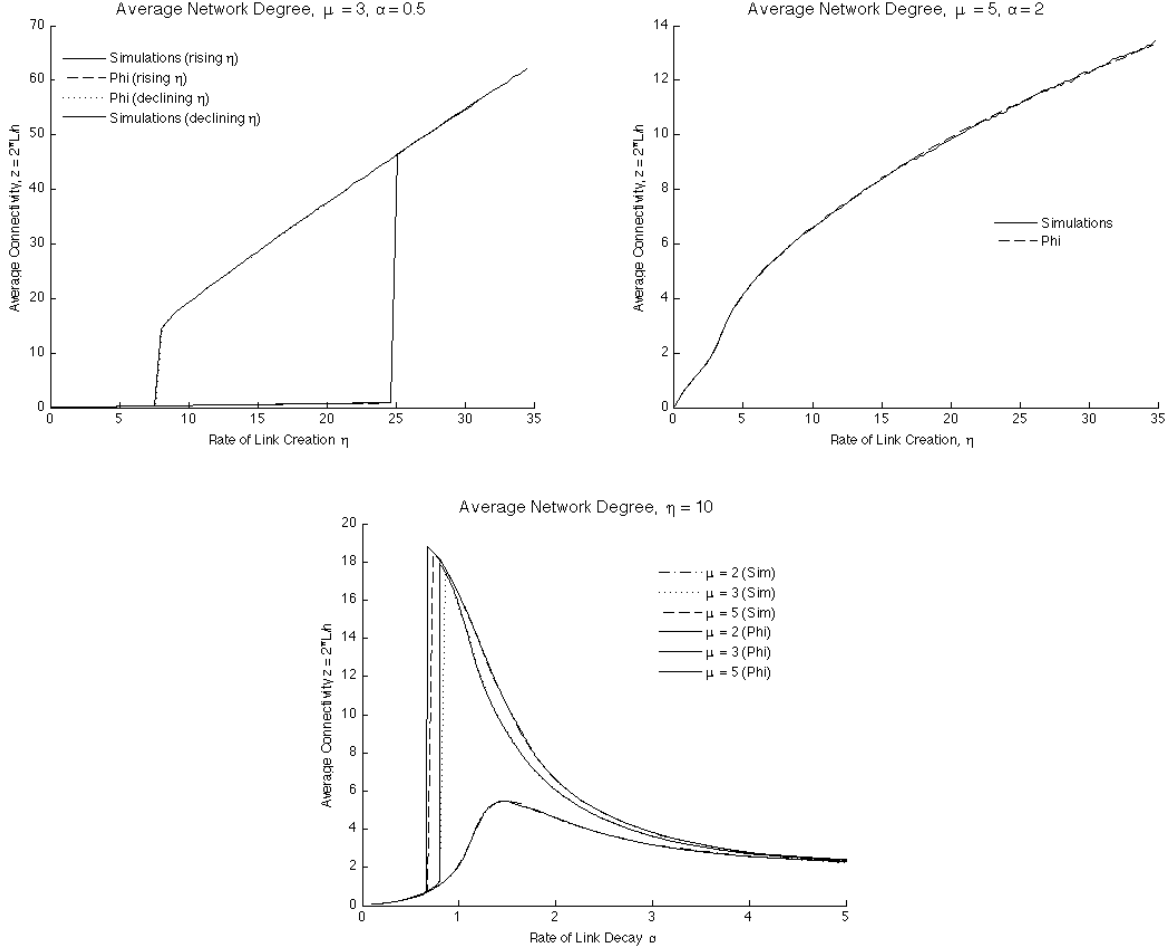 Average Network Degree, μ = 3, α = 0.5
70
60
50
40
30
20
10
0
Average Connectivity, z = 2*L/n
Simulations (rising η)
Phi (rising η)
Phi (declining η)
Simulations (declining η)
0 5 10 15 20 25 30 35
Rate of Link Creation η
Average Network Degree, μ = 5, α = 2
14
12
10
8
6
4
2
0
Average Connectivity, z = 2*L/n
Simulations
Phi
0 5 10 15 20 25 30 35
Rate of Link Creation, η
Average Network Degree, η = 10
20
18
16
14
12
10
8
6
4
2
0
Average Connectivity z = 2*L/n
μ = 2 (Sim)
μ = 3 (Sim)
μ = 5 (Sim)
μ = 2 (Phi)
μ = 3 (Phi)
μ = 5 (Phi)
0 1 2 3 4 5
Rate of Link Decay α